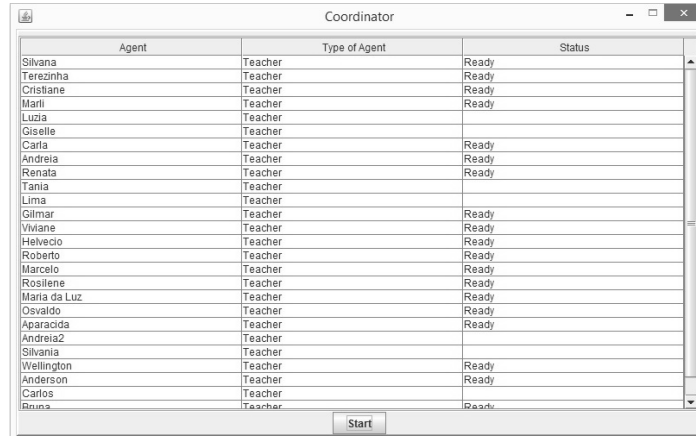 Coordinator
Agent Type of Agent Status
Silvana Teacher Ready
Terezinha Teacher Ready
Cristiane Teacher Ready
Marli Teacher Ready
Luzia Teacher
Giselle Teacher
Carla Teacher Ready
Andreia Teacher Ready
Renata Teacher Ready
Tania Teacher
Lima Teacher
Gilmar Teacher Ready
Viviane Teacher Ready
Helvecio Teacher Ready
Roberto Teacher Ready
Marcelo Teacher Ready
Rosilene Teacher Ready
Maria da Luz Teacher Ready
Osvaldo Teacher Ready
Aparacida Teacher Ready
Andreia2 Teacher
Silvania Teacher
Wellington Teacher Ready
Anderson Teacher Ready
Carlos Teacher
Bruna Teacher Ready
Start